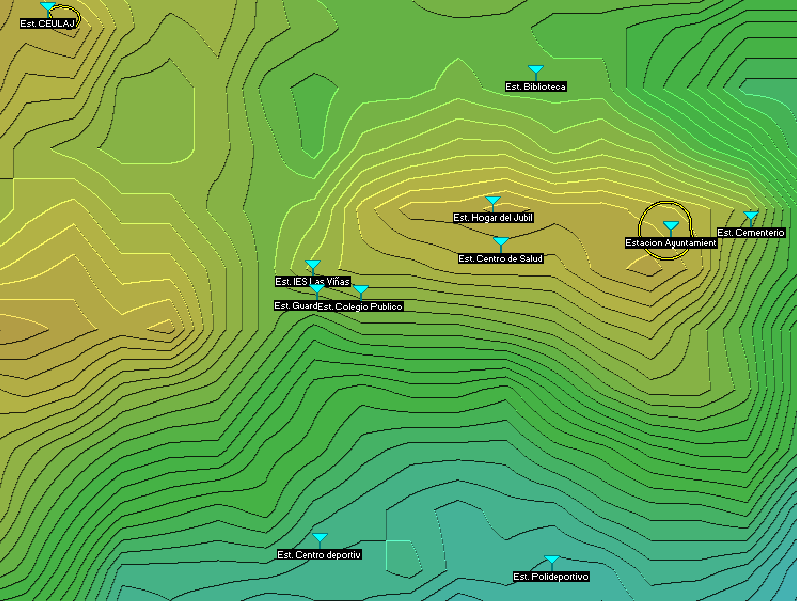 Est. CEULAJ
Est. Biblioteca
Est. Hogar del Jubil
Est. Cementerio
Estacion Ayuntamient
Est. Centro de Salud
Est. IES Las Viñas
Est. Guard
Est. Colegio Publico
Est. Centro deportiv
Est. Polideportivo